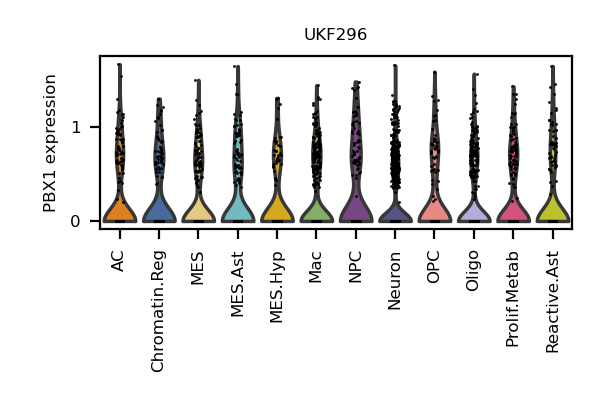 UKF296
PBX1 expression
1
0
AC
Chromatin.Reg
MES
MES.Ast
MES.Hyp
Mac
NPC
Neuron
OPC
Oligo
Prolif.Metab
Reactive.Ast